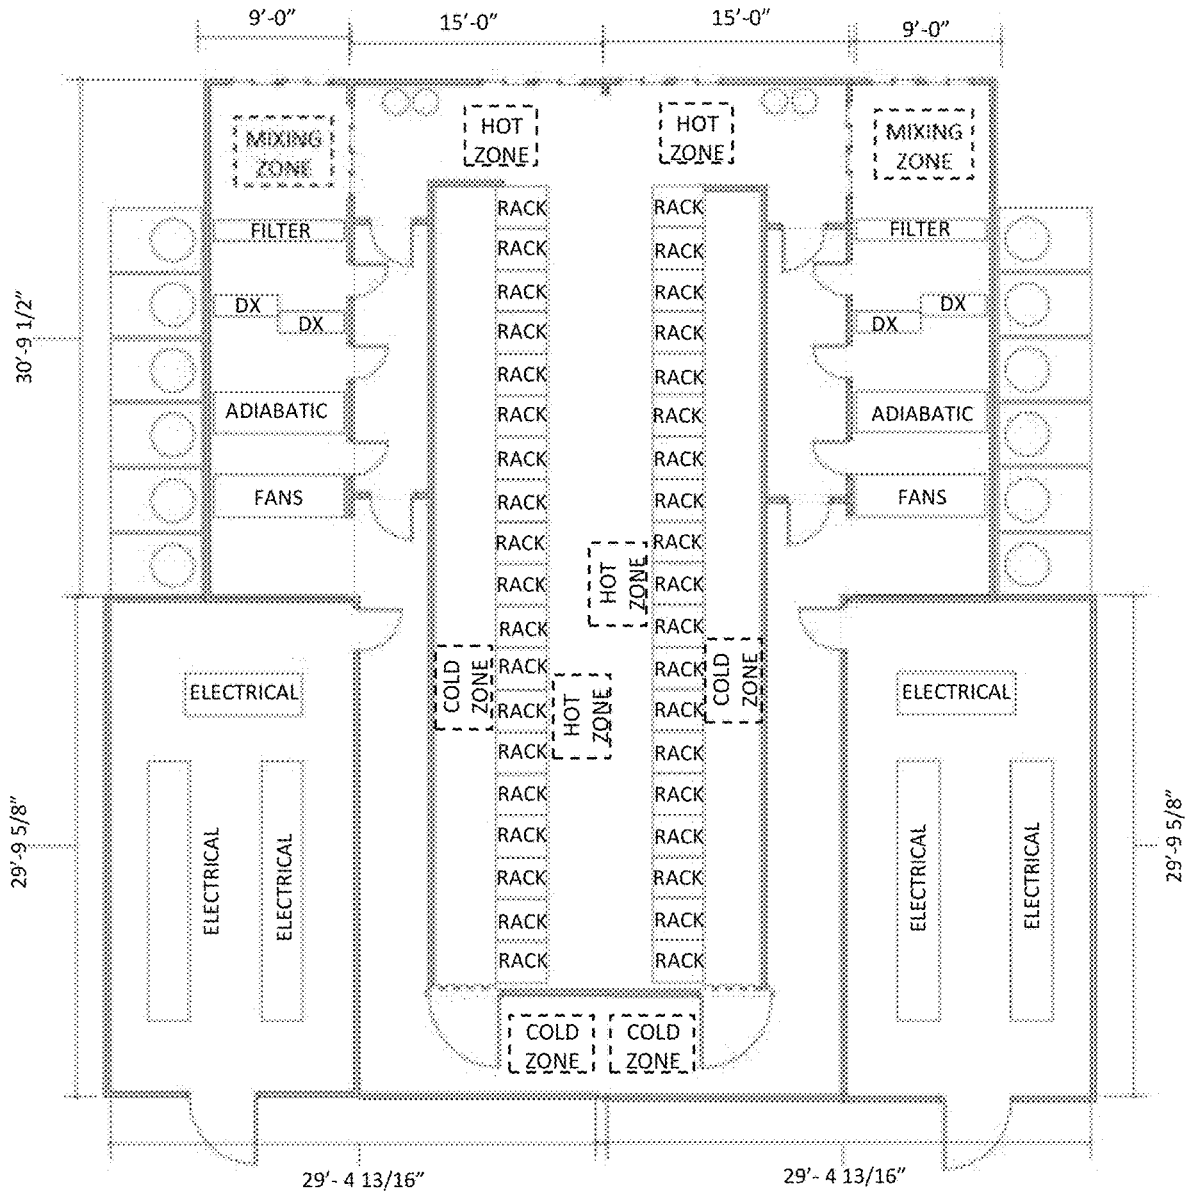 9'-0"
15'-0"
15'-0"
9'-0"
MIXING
ZONE
HOT
ZONE
HOT
ZONE
MIXING
ZONE
RACK RACK
FILTER
FILTER
RACK RACK
DX
DX
RACK RACK
DX
DX
RACK RACK
30'-9 1/2"
RACK RACK
ADIABATIC
RACK RACK
ADIABATIC
RACK RACK
FANS
RACK RACK
FANS
RACK RACK
HOT
ZONE
RACK RACK
RACK RACK
COLD
ZONE
RACK RACK
COLD
ZONE
ELECTRICAL
RACK RACK
ELECTRICAL
HOT
ZONE
RACK RACK
RACK RACK
29'-9 5/8"
RACK RACK
29'-9 5/8"
ELECTRICAL
ELECTRICAL
RACK RACK
ELECTRICAL
ELECTRICAL
RACK RACK
RACK RACK
COLD
ZONE
COLD
ZONE
29'- 4 13/16"
29'- 4 13/16"